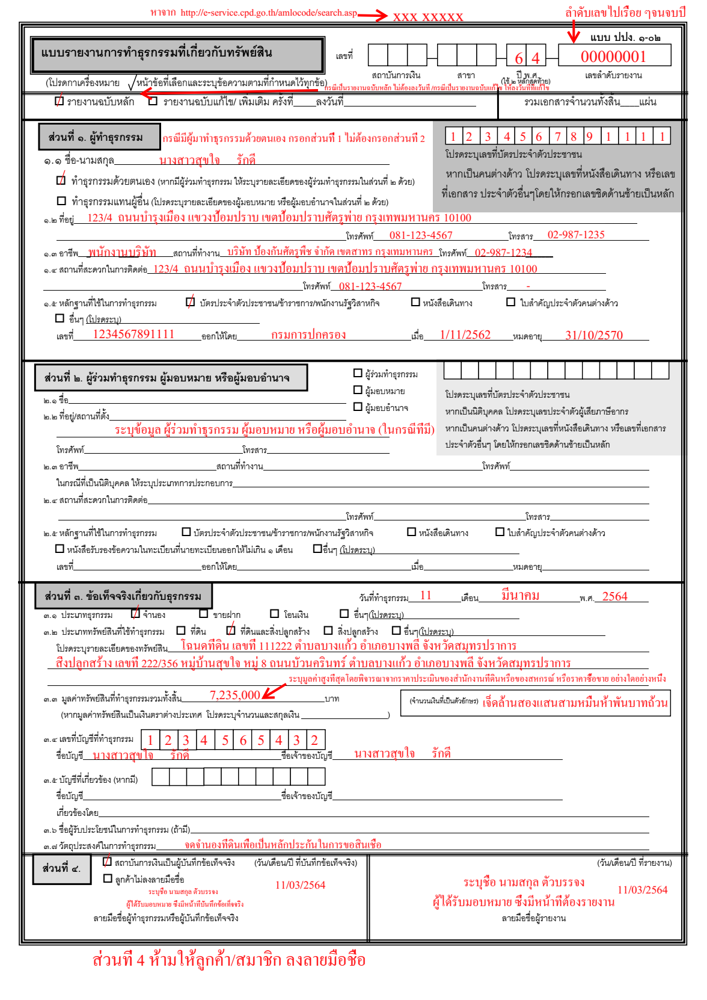 หาจาก http://e-service.cpd.go.th/amlocode/search.asp XXX XXXXX ลำดับเลขไปเรื่อย ๆจนจบปี
แบบ ปปง. ๑-๐๒
แบบรายงานการทำธุรกรรมที่เกี่ยวกับทรัพย์สิน เลขที่ 6 4 00000001
สถาบันการเงิน สาขา ปี พ.ศ. เลขลำดับรายงาน
(ใช้ ๒ หลักสุดท้าย)
(โปรดกาเครื่องหมาย √ หน้าข้อที่เลือกและระบุข้อความตามที่กำหนดไว้ทุกข้อ)
กรณีเป็นรายงานฉบับหลัก ไม่ต้องลงวันที่ /กรณีเป็นรายงานฉบับแก้ไข ให้ลงวันที่ที่แก้ไข
รายงานฉบับหลัก รายงานฉบับแก้ไข/ เพิ่มเติม ครั้งที่____ลงวันที่ รวมเอกสารจำนวนทั้งสิ้น____แผ่น
ส่วนที่ ๑. ผู้ทำธุรกรรม กรณีมีผู้มาทำธุรกรรมด้วยตนเอง กรอกส่วนที่ 1 ไม่ต้องกรอกส่วนที่ 2 1 2 3 4 5 6 7 8 9 1 1 1 1
โปรดระบุเลขที่บัตรประจำตัวประชาชน
๑.๑ ชื่อ-นามสกุล นางสาวสุขใจ รักดี
หากเป็นคนต่างด้าว โปรดระบุเลขที่หนังสือเดินทาง หรือเลข
ทำธุรกรรมด้วยตนเอง (หากมีผู้ร่วมทำธุรกรรม ให้ระบุรายละเอียดของผู้ร่วมทำธุรกรรมในส่วนที่ ๒ ด้วย)
ที่เอกสาร ประจำตัวอื่นๆโดยให้กรอกเลขชิดด้านซ้ายเป็นหลัก
ทำธุรกรรมแทนผู้อื่น (โปรดระบุรายละเอียดของผู้มอบหมาย หรือผู้มอบอำนาจในส่วนที่ ๒ ด้วย)
๑.๒ ที่อยู่ 123/4 ถนนบำรุงเมือง แขวงป้อมปราบ เขตป้อมปราบศัตรูพ่าย กรุงเทพมหานคร 10100
โทรศัพท์ 081-123-4567 โทรสาร 02-987-1235
๑.๓ อาชีพ พนักงานบริษัท สถานที่ทำงาน บริษัท ป้องกันศัตรูพืช จำกัด เขตสาทร กรุงเทมหานคร โทรศัพท์ 02-987-1234
๑.๔ สถานที่สะดวกในการติดต่อ 123/4 ถนนบำรุงเมือง แขวงป้อมปราบ เขตป้อมปราบศัตรูพ่าย กรุงเทพมหานคร 10100
โทรศัพท์ 081-123-4567 โทรสาร -
๑.๕ หลักฐานที่ใช้ในการทำธุรกรรม บัตรประจำตัวประชาชน/ข้าราชการ/พนักงานรัฐวิสาหกิจ หนังสือเดินทาง ใบสำคัญประจำตัวคนต่างด้าว
อื่นๆ (โปรดระบุ)
เลขที่ 1234567891111 ออกให้โดย กรมการปกครอง เมื่อ 1/11/2562 หมดอายุ 31/10/2570
ส่วนที่ ๒. ผู้ร่วมทำธุรกรรม ผู้มอบหมาย หรือผู้มอบอำนาจ ผู้ร่วมทำธุรกรรม
ผู้มอบหมาย
โปรดระบุเลขที่บัตรประจำตัวประชาชน
๒.๑ ชื่อ
ผู้มอบอำนาจ
หากเป็นนิติบุคคล โปรดระบุเลขประจำตัวผู้เสียภาษีอากร
๒.๒ ที่อยู่/สถานที่ตั้ง
ระบุข้อมูล ผู้ร่วมทำธุรกรรม ผู้มอบหมาย หรือผู้มอบอำนาจ (ในกรณีที่มี)
หากเป็นคนต่างด้าว โปรดระบุเลขที่หนังสือเดินทาง หรือเลขที่เอกสาร
ประจำตัวอื่นๆ โดยให้กรอกเลขชิดด้านซ้ายเป็นหลัก
โทรศัพท์ โทรสาร
๒.๓ อาชีพ สถานที่ทำงาน โทรศัพท์
ในกรณีที่เป็นนิติบุคคล ให้ระบุประเภทการประกอบการ
๒.๔ สถานที่สะดวกในการติดต่อ
โทรศัพท์ โทรสาร
๒.๕ หลักฐานที่ใช้ในการทำธุรกรรม บัตรประจำตัวประชาชน/ข้าราชการ/พนักงานรัฐวิสาหกิจ หนังสือเดินทาง ใบสำคัญประจำตัวคนต่างด้าว
หนังสือรับรองข้อความในทะเบียนที่นายทะเบียนออกให้ไม่เกิน ๑ เดือน อื่นๆ (โปรดระบุ)
เลขที่ ออกให้โดย เมื่อ หมดอายุ
ส่วนที่ ๓. ข้อเท็จจริงเกี่ยวกับธุรกรรม วันที่ทำธุรกรรม 11 เดือน มีนาคม พ.ศ. 2564
๓.๑ ประเภทธุรกรรม จำนอง ขายฝาก โอนเงิน อื่นๆ(โปรดระบุ)
๓.๒ ประเภททรัพย์สินที่ใช้ทำธุรกรรม ที่ดิน ที่ดินและสิ่งปลูกสร้าง สิ่งปลูกสร้าง อื่นๆ(โปรดระบุ)
โปรดระบุรายละเอียดของทรัพย์สิน โฉนดที่ดิน เลขที่ 111222 ตำบลบางแก้ว อำเภอบางพลี จังหวัดสมุทรปราการ
สิ่งปลูกสร้าง เลขที่ 222/356 หมู่บ้านสุขใจ หมู่ 8 ถนนบัวนครินทร์ ตำบลบางแก้ว อำเภอบางพลี จังหวัดสมุทรปราการ
ระบุมูลค่าสูงที่สุดโดยพิจารณาจากราคาประเมินของสำนักงานที่ดินหรือของสหกรณ์ หรือราคาซื้อขาย อย่างใดอย่างหนึ่ง
๓.๓ มูลค่าทรัพย์สินที่ทำธุรกรรมรวมทั้งสิ้น 7,235,000 บาท (จำนวนเงินที่เป็นตัวอักษร) เจ็ดล้านสองแสนสามหมื่นห้าพันบาทถ้วน
(หากมูลค่าทรัพย์สินเป็นเงินตราต่างประเทศ โปรดระบุจำนวนและสกุลเงิน )
๓.๔ เลขที่บัญชีที่ทำธุรกรรม 1 2 3 4 5 6 5 4 3 2
ชื่อบัญชี นางสาวสุขใจ รักดี ชื่อเจ้าของบัญชี นางสาวสุขใจ รักดี
๓.๕ บัญชีที่เกี่ยวข้อง (หากมี)
ชื่อบัญชี ชื่อเจ้าของบัญชี
เกี่ยวข้องโดย
๓.๖ ชื่อผู้รับประโยชน์ในการทำธุรกรรม (ถ้ามี)
๓.๗ วัตถุประสงค์ในการทำธุรกรรม จดจำนองที่ดินเพื่อเป็นหลักประกันในการขอสินเชื่อ
ส่วนที่ ๔. สถาบันการเงินเป็นผู้บันทึกข้อเท็จจริง (วัน/เดือน/ปี ที่บันทึกข้อเท็จจริง) (วัน/เดือน/ปี ที่รายงาน)
ลูกค้าไม่ลงลายมือชื่อ
11/03/2564 ระบุชื่อ นามสกุล ตัวบรรจง 11/03/2564
ระบุชื่อ นามสกุล ตัวบรรจง
ผู้ได้รับมอบหมาย ซึ่งมีหน้าที่บันทึกข้อเท็จจริง ผู้ได้รับมอบหมาย ซึ่งมีหน้าที่ต้องรายงาน
ลายมือชื่อผู้ทำธุรกรรมหรือผู้บันทึกข้อเท็จจริง ลายมือชื่อผู้รายงาน
ส่วนที่ 4 ห้ามให้ลูกค้า/สมาชิก ลงลายมือชื่อ